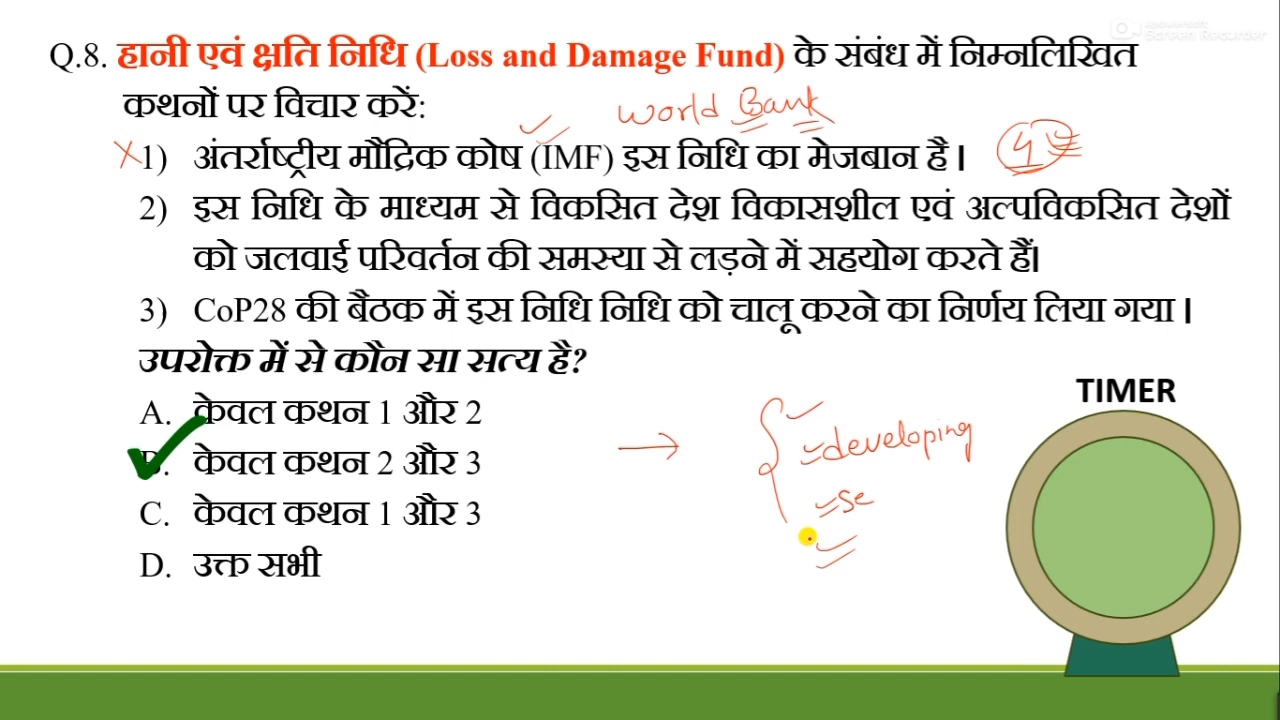 Screen Recorder
Q.8. हानी एवं क्षति निधि (Loss and Damage Fund) के संबंध में निम्नलिखित
कथनों पर विचार करें:
World Bank
X 1) अंतर्राष्ट्रीय मौद्रिक कोष (IMF) इस निधि का मेजबान है।
2) इस निधि के माध्यम से विकसित देश विकासशील एवं अल्पविकसित देशों
को जलवाई परिवर्तन की समस्या से लड़ने में सहयोग करते हैं।
3) CoP28 की बैठक में इस निधि निधि को चालू करने का निर्णय लिया गया।
उपरोक्त में से कौन सा सत्य है?
TIMER
A. केवल कथन 1 और 2
developing
B. केवल कथन 2 और 3
se
C. केवल कथन 1 और 3
D. उक्त सभी